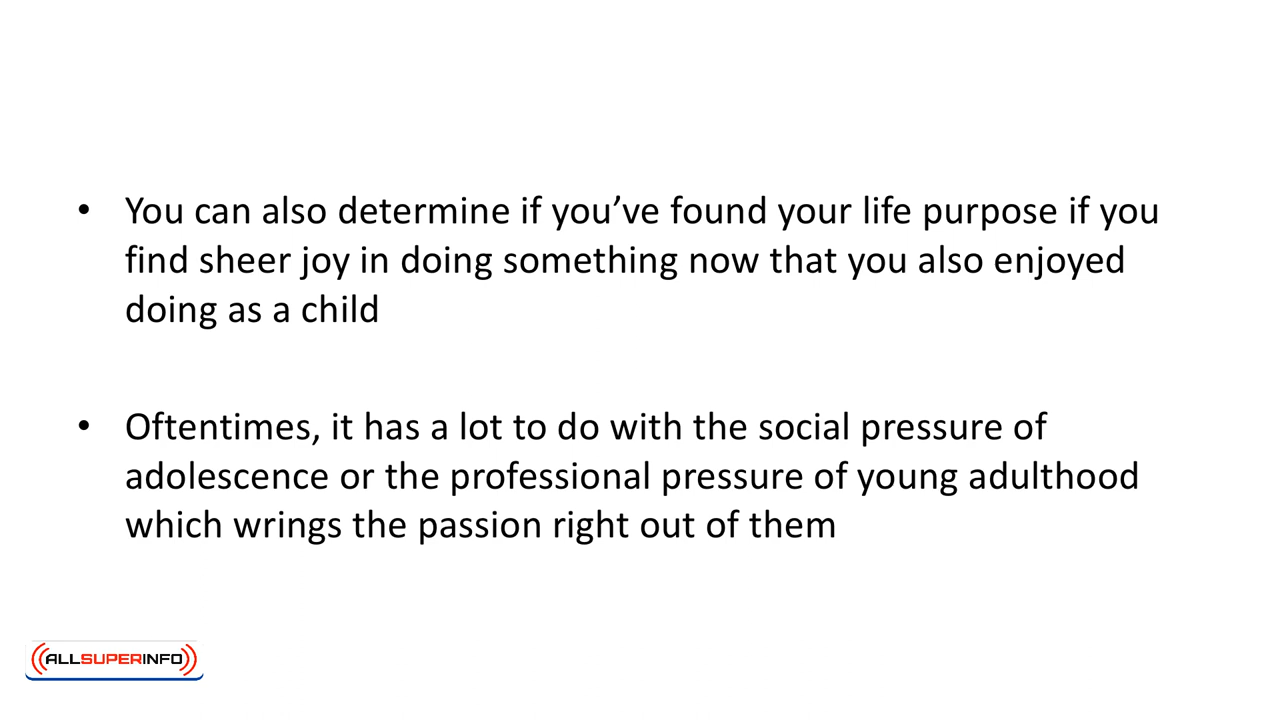 • You can also determine if you’ve found your life purpose if you
find sheer joy in doing something now that you also enjoyed
doing as a child
• Oftentimes, it has a lot to do with the social pressure of
adolescence or the professional pressure of young adulthood
which wrings the passion right out of them
ALLSUPERINFO